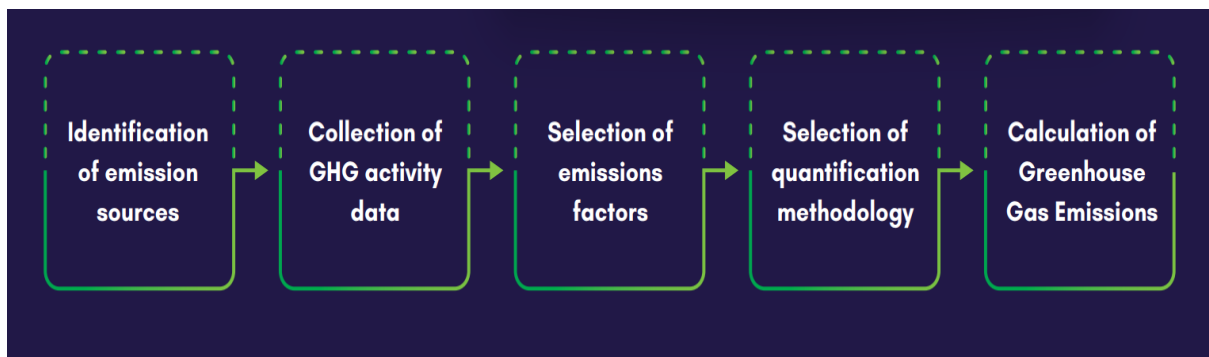 Identification
of emission
sources
Collection of
GHG activity
data
Selection of
emissions
factors
Selection of
quantification
methodology
Calculation of
Greenhouse
Gas Emissions